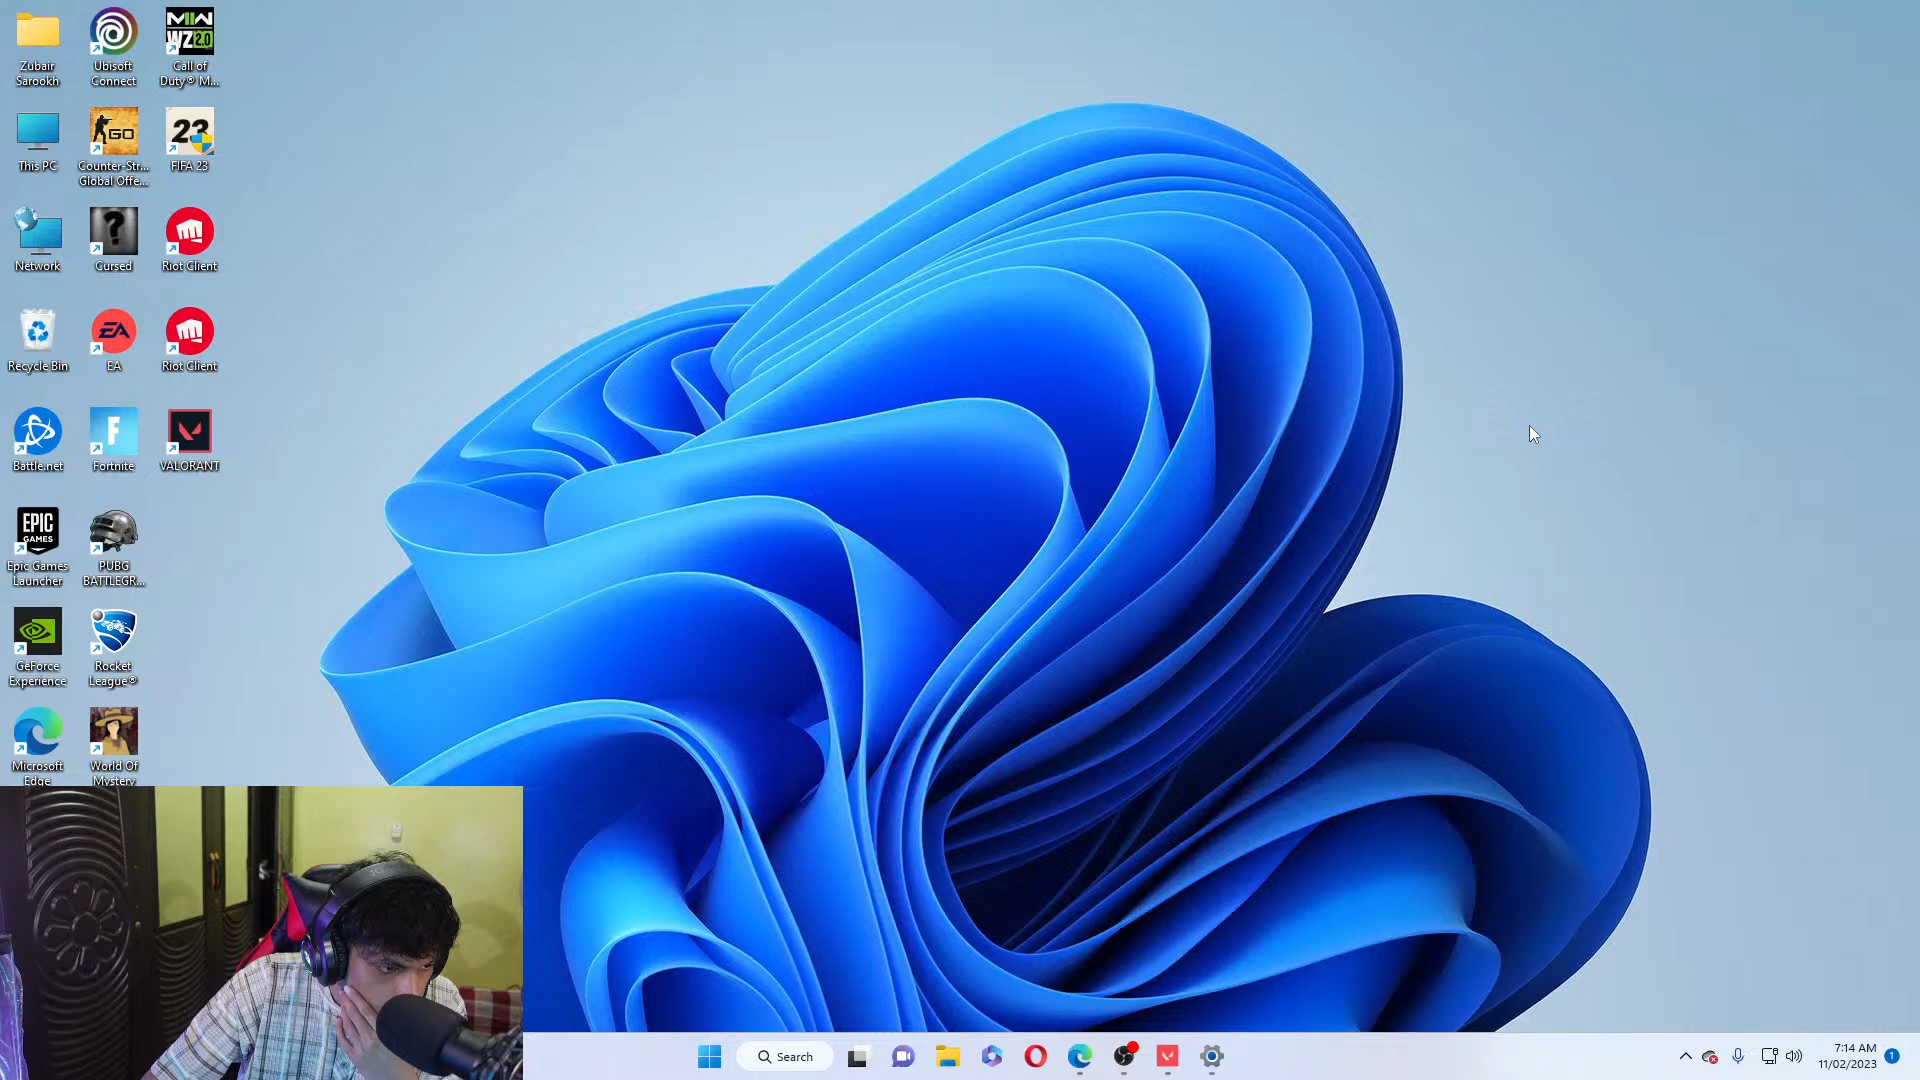 Zubair
Sarookh
Ubisoft
Connect
MW
WZ 2.0
Call of
Duty® M...
This PC
GO
Counter-Str...
Global Offe...
23
FIFA 23
Network
?
Cursed
Riot Client
Recycle Bin
EA
EA
Riot Client
Battle.net
F
Fortnite
VALORANT
EPIC
GAMES
Epic Games
Launcher
PUBG
BATTLEGR...
GeForce
Experience
Rocket
League®
Microsoft
Edge
World Of
Mystery
Search
7:14 AM
11/02/2023
1